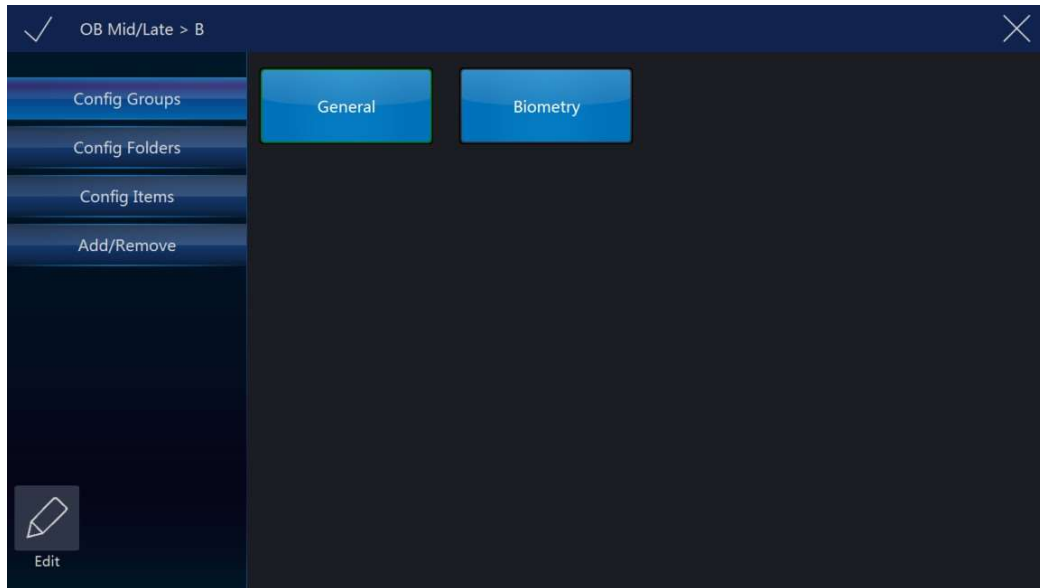 OB Mid/Late > B
Config Groups
Config Folders
Config Items
Add/Remove
General
Biometry
Edit